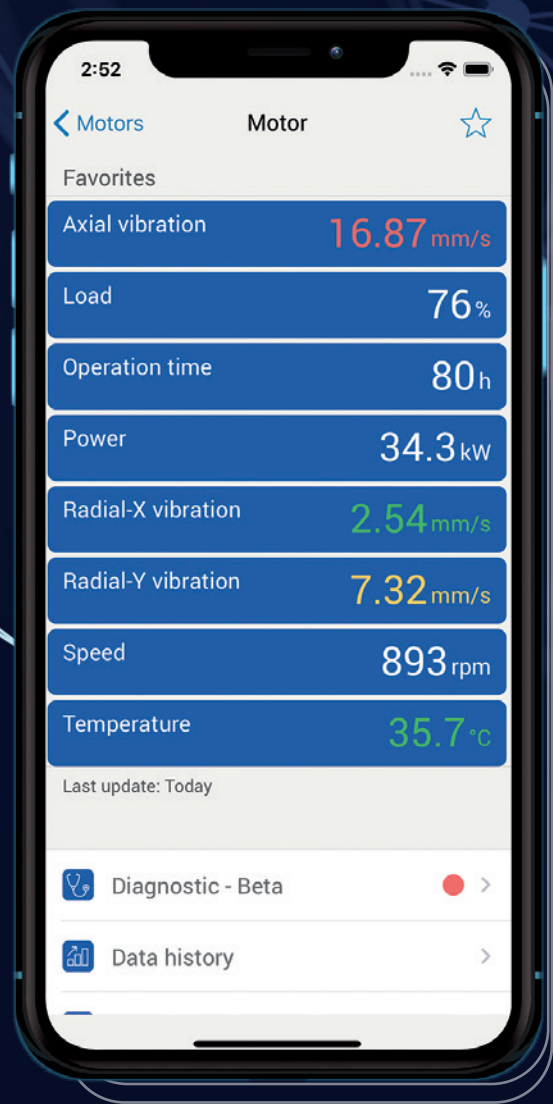 2:52
Motors Motor
Favorites
Axial vibration 16.87 mm/s
Load 76 %
Operation time 80 h
Power 34.3 kW
Radial-X vibration 2.54 mm/s
Radial-Y vibration 7.32 mm/s
Speed 893 rpm
Temperature 35.7 °C
Last update: Today
Diagnostic - Beta
Data history